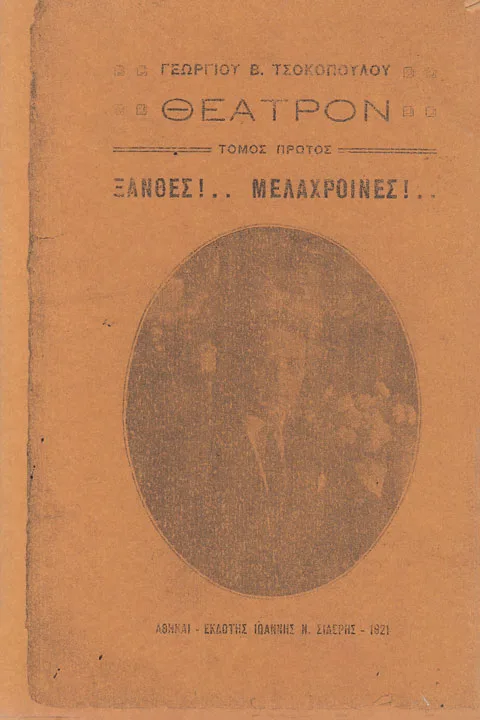 ΓΕΩΡΓΙΟΥ Β. ΤΣΟΚΟΠΟΥΛΟΥ
ΘΕΑΤΡΟΝ
ΤΟΜΟΣ ΠΡΩΤΟΣ
ΞΑΝΘΕΣ!.. ΜΕΛΑΧΡΟΙΝΕΣ!..
ΑΘΗΝΑΙ - ΕΚΔΟΤΗΣ ΙΩΑΝΝΗΣ Ν. ΣΙΔΕΡΗΣ - 1921